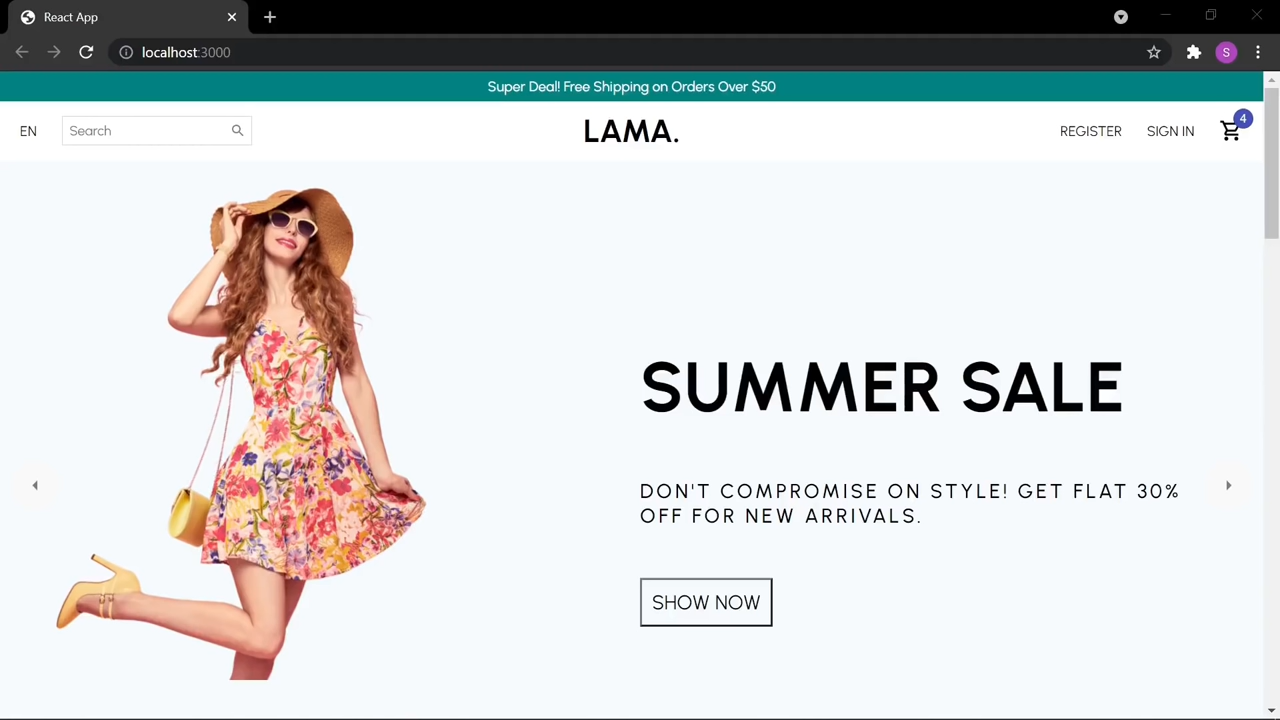 React App
localhost:3000
S
Super Deal! Free Shipping on Orders Over $50
EN
Search
LAMA.
REGISTER
SIGN IN
4
SUMMER SALE
DON'T COMPROMISE ON STYLE! GET FLAT 30%
OFF FOR NEW ARRIVALS.
SHOW NOW